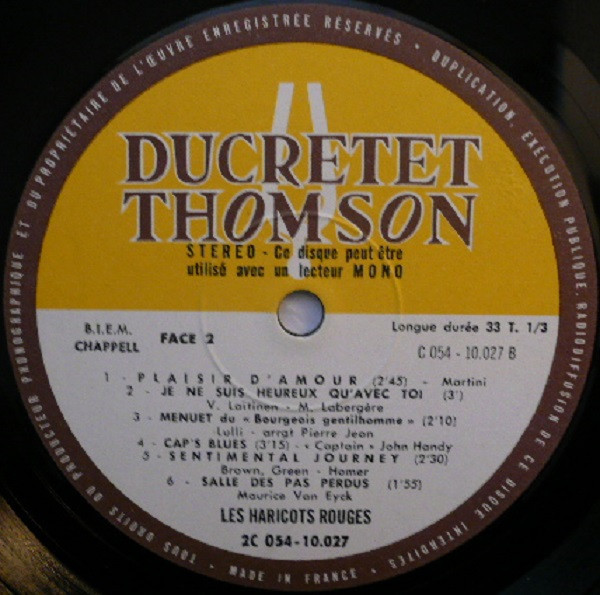 TOUS DROITS DU PRODUCTEUR PHONOGRAPHIQUE ET DU PROPRIÉTAIRE DE L'ŒUVRE ENREGISTRÉE RÉSERVÉS • DUPLICATION, EXÉCUTION PUBLIQUE, RADIODIFFUSION DE CE DISQUE INTERDITES
DUCRETET
THOMSON
STEREO - Ce disque peut être
utilisé avec un lecteur MONO
B.I.E.M.
CHAPPELL
FACE 2
Longue durée 33 T. 1/3
C 054 - 10.027 B
1 - PLAISIR D'AMOUR (2'45) - Martini
2 - JE NE SUIS HEUREUX QU'AVEC TOI (3')
V. Laitinen - M. Labergère
3 - MENUET du « Bourgeois gentilhomme » (2'10)
Lulli - arrgt Pierre Jean
4 - CAP'S BLUES (3'15) - « Captain » John Handy
5 - SENTIMENTAL JOURNEY (2'30)
Brown, Green - Homer
6 - SALLE DES PAS PERDUS (1'55)
Maurice Van Eyck
LES HARICOTS ROUGES
2C 054-10.027
MADE IN FRANCE